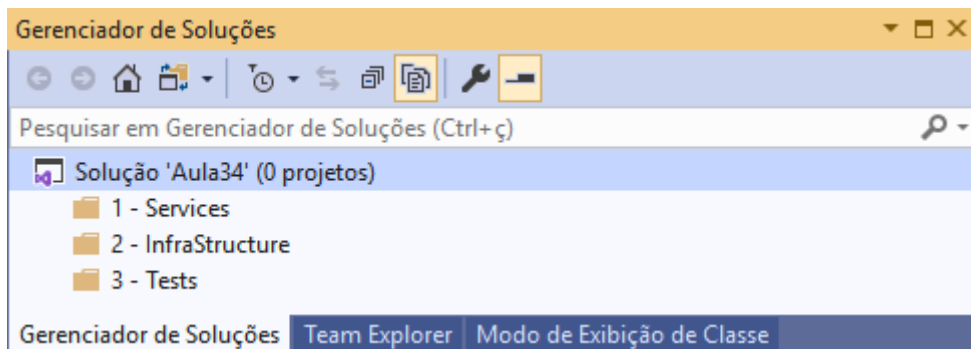 Gerenciador de Soluções
Pesquisar em Gerenciador de Soluções (Ctrl+ç)
Solução 'Aula34' (0 projetos)
1 - Services
2 - InfraStructure
3 - Tests
Gerenciador de Soluções Team Explorer Modo de Exibição de Classe